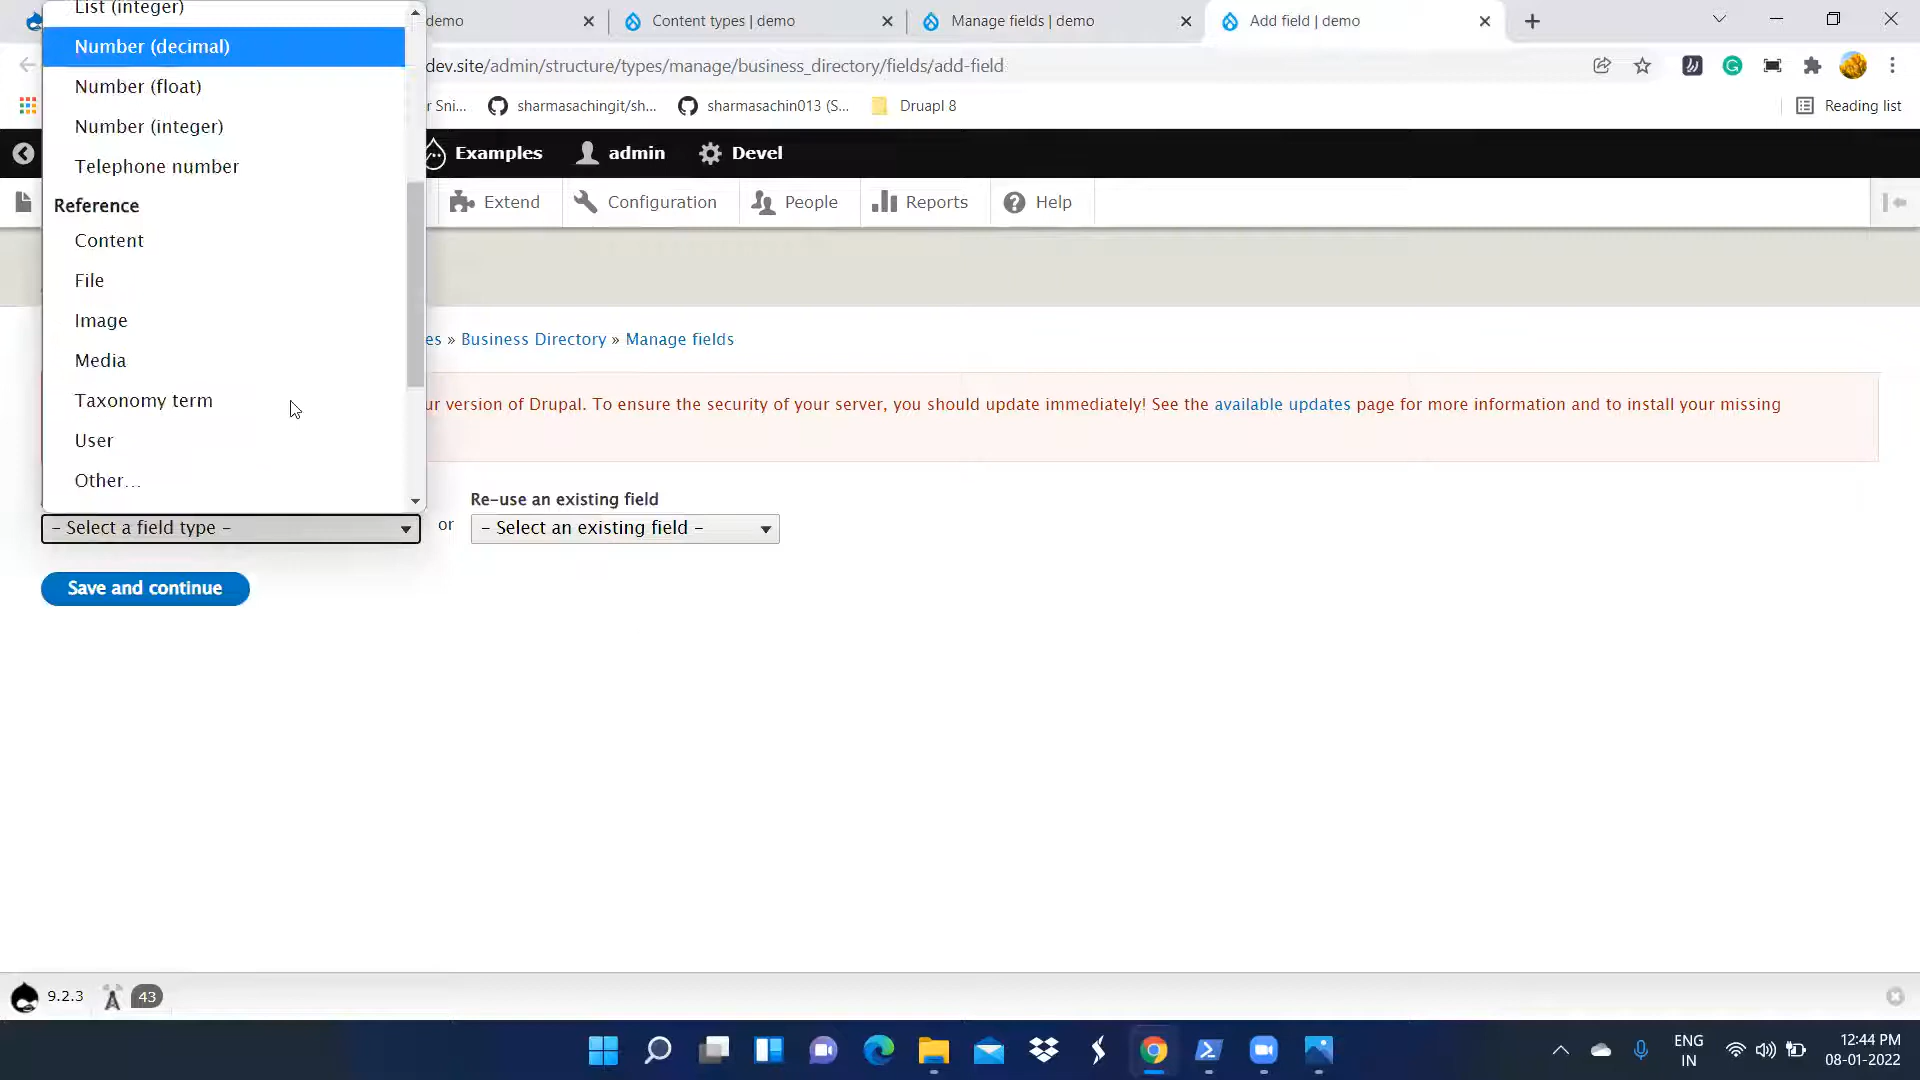 List (integer)
demo
Content types | demo
Manage fields | demo
Add field | demo
Number (decimal)
dev.site/admin/structure/types/manage/business_directory/fields/add-field
Number (float)
r Sni...
sharmasachingit/sh...
sharmasachin013 (S...
Druapl 8
Reading list
Number (integer)
Examples
admin
Devel
Telephone number
Extend
Configuration
People
Reports
Help
Reference
Content
File
Image
es » Business Directory » Manage fields
Media
Taxonomy term
ur version of Drupal. To ensure the security of your server, you should update immediately! See the available updates page for more information and to install your missing
User
Other…
Re-use an existing field
- Select a field type -
or
- Select an existing field -
Save and continue
9.2.3
43
ENG
IN
12:44 PM
08-01-2022